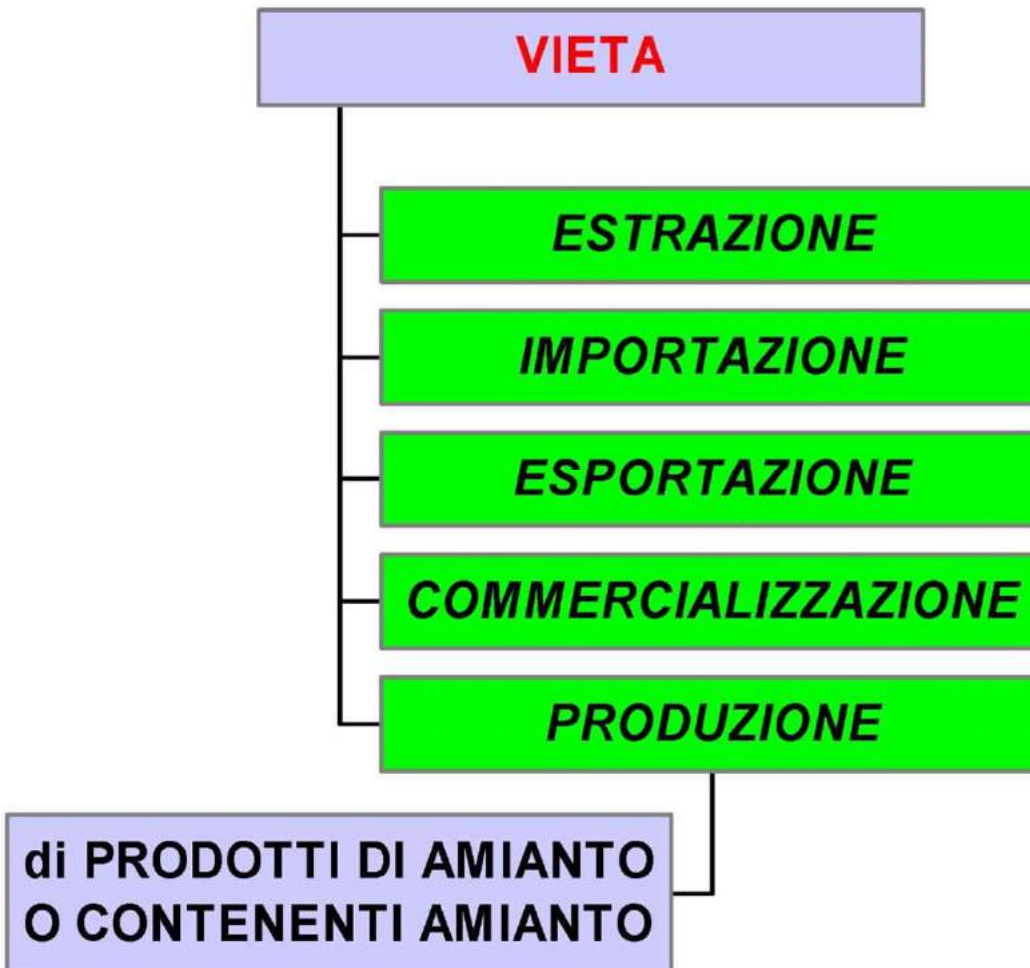 VIETA
ESTRAZIONE
IMPORTAZIONE
ESPORTAZIONE
COMMERCIALIZZAZIONE
PRODUZIONE
di PRODOTTI DI AMIANTO
O CONTENENTI AMIANTO